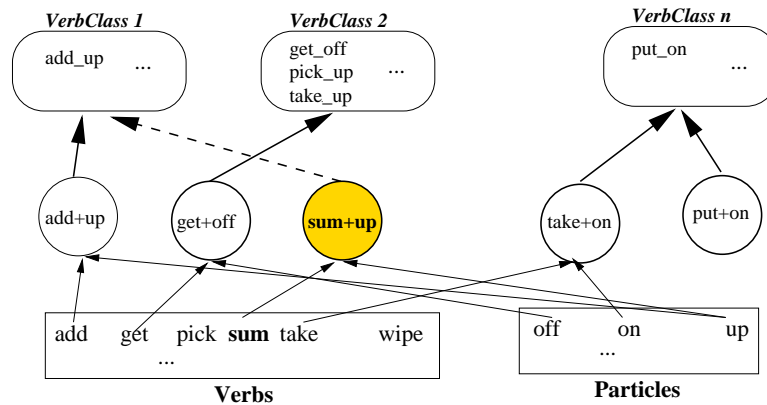 VerbClass 1 VerbClass 2 VerbClass n
add_up ...
get_off
pick_up ...
take_up
put_on
...
add+up get+off sum+up take+on put+on
add get pick sum take wipe
...
off on up
...
Verbs Particles